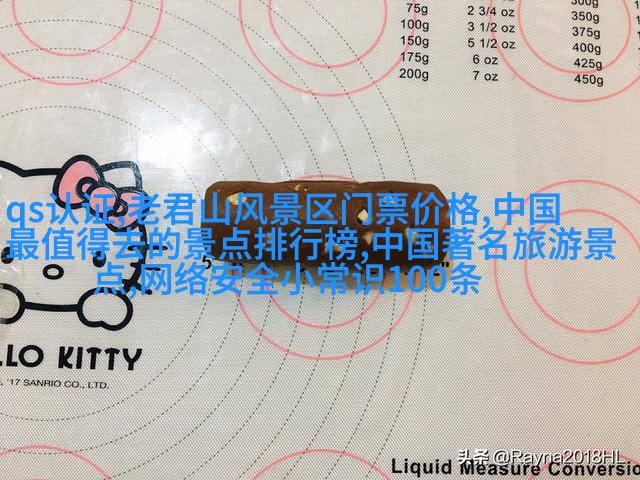 300g
75g 2 3/4 oz 350g
100g 3 1/2 oz 375g
150g 5 1/2 oz 400g
175g 6 oz 425g
200g 7 oz 450g
qs认证,老君山风景区门票价格,中国
最值得去的景点排行榜,中国著名旅游景
点,网络安全小常识100条
LLO KITTY
, '17 SANRIO CO., LTD.
头条 @Rayna2018HL
Liquid Measure Conversio